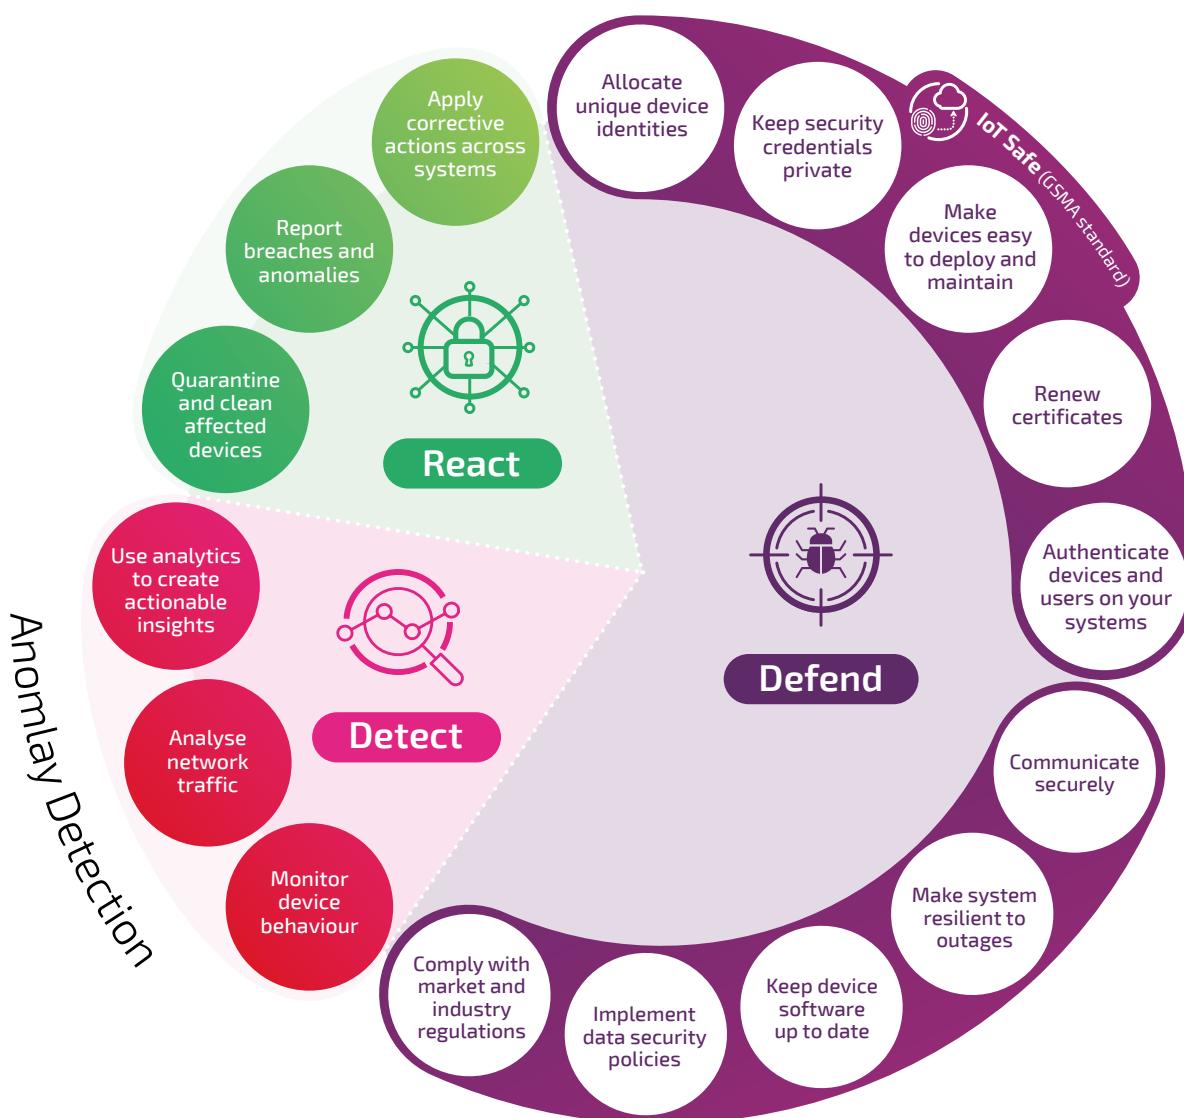 Allocate
unique device
identities
Keep security
credentials
private
IoT Safe (GSMA standard)
Make
devices easy
to deploy and
maintain
Renew
certificates
Authenticate
devices and
users on your
systems
Defend
Communicate
securely
Make system
resilient to
outages
Keep device
software
up to date
Implement
data security
policies
Comply with
market and
industry
regulations
Anomlay Detection
Detect
Monitor
device
behaviour
Analyse
network
traffic
Use analytics
to create
actionable
insights
React
Quarantine
and clean
affected
devices
Report
breaches and
anomalies
Apply
corrective
actions across
systems